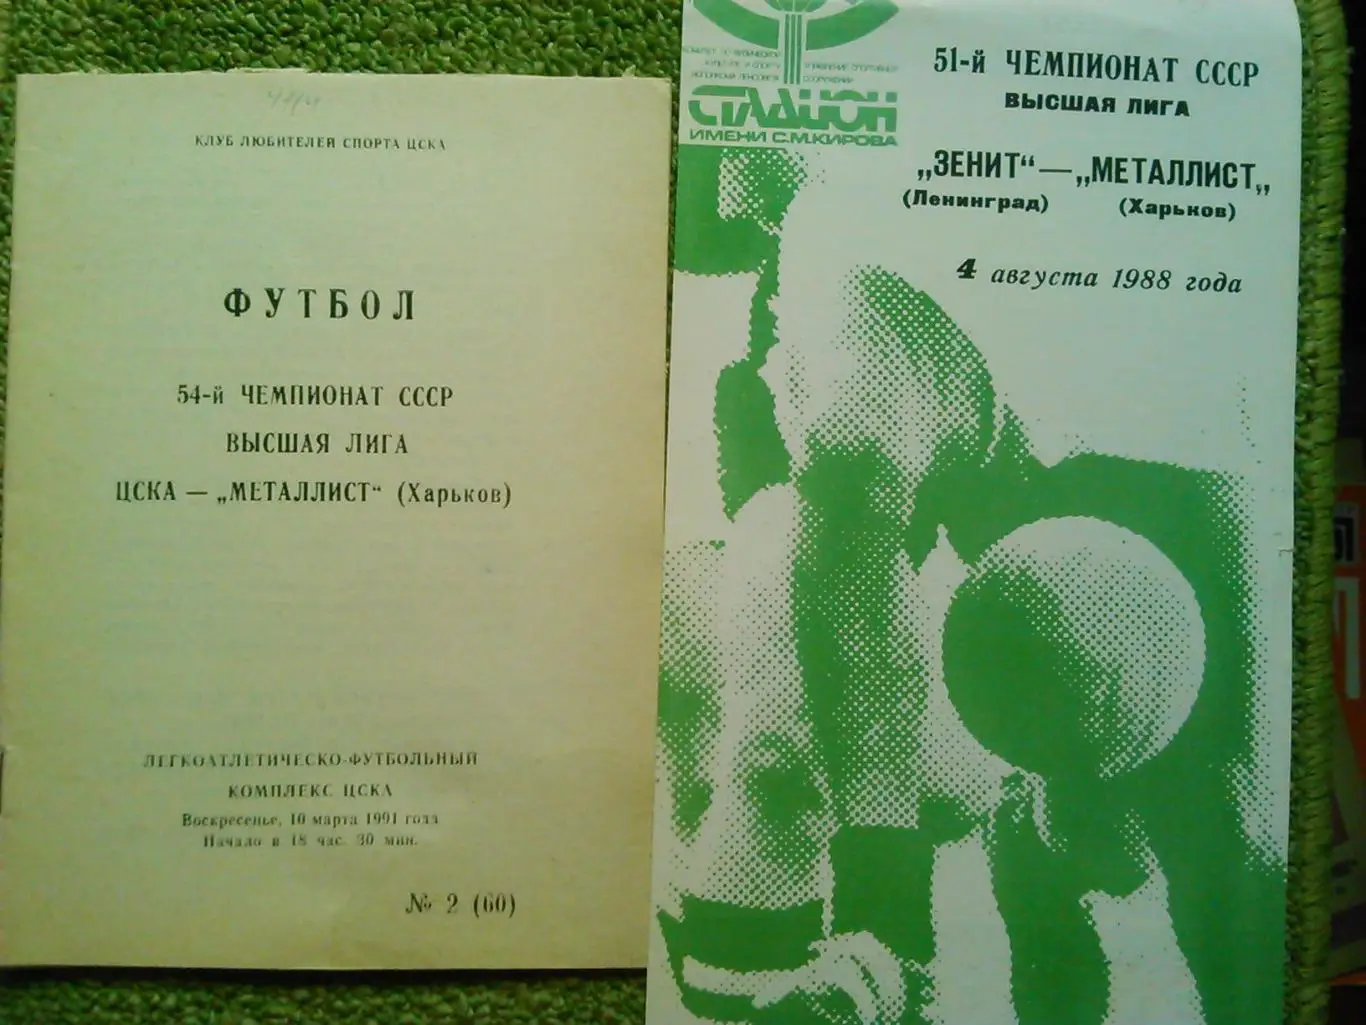 КЛУБ ЛЮБИТЕЛЕЙ СПОРТА ЦСКА
ФУТБОЛ
54-й ЧЕМПИОНАТ СССР
ВЫСШАЯ ЛИГА
ЦСКА — „МЕТАЛЛИСТ“ (Харьков)
ЛЕГКОАТЛЕТИЧЕСКО-ФУТБОЛЬНЫЙ
КОМПЛЕКС ЦСКА
Воскресенье, 10 марта 1991 года
Начало в 18 час. 30 мин.
№ 2 (60)
СТАДИОН
ИМЕНИ С.М.КИРОВА
51-й ЧЕМПИОНАТ СССР
ВЫСШАЯ ЛИГА
„ЗЕНИТ“ — „МЕТАЛЛИСТ„
(Ленинград) (Харьков)
4 августа 1988 года